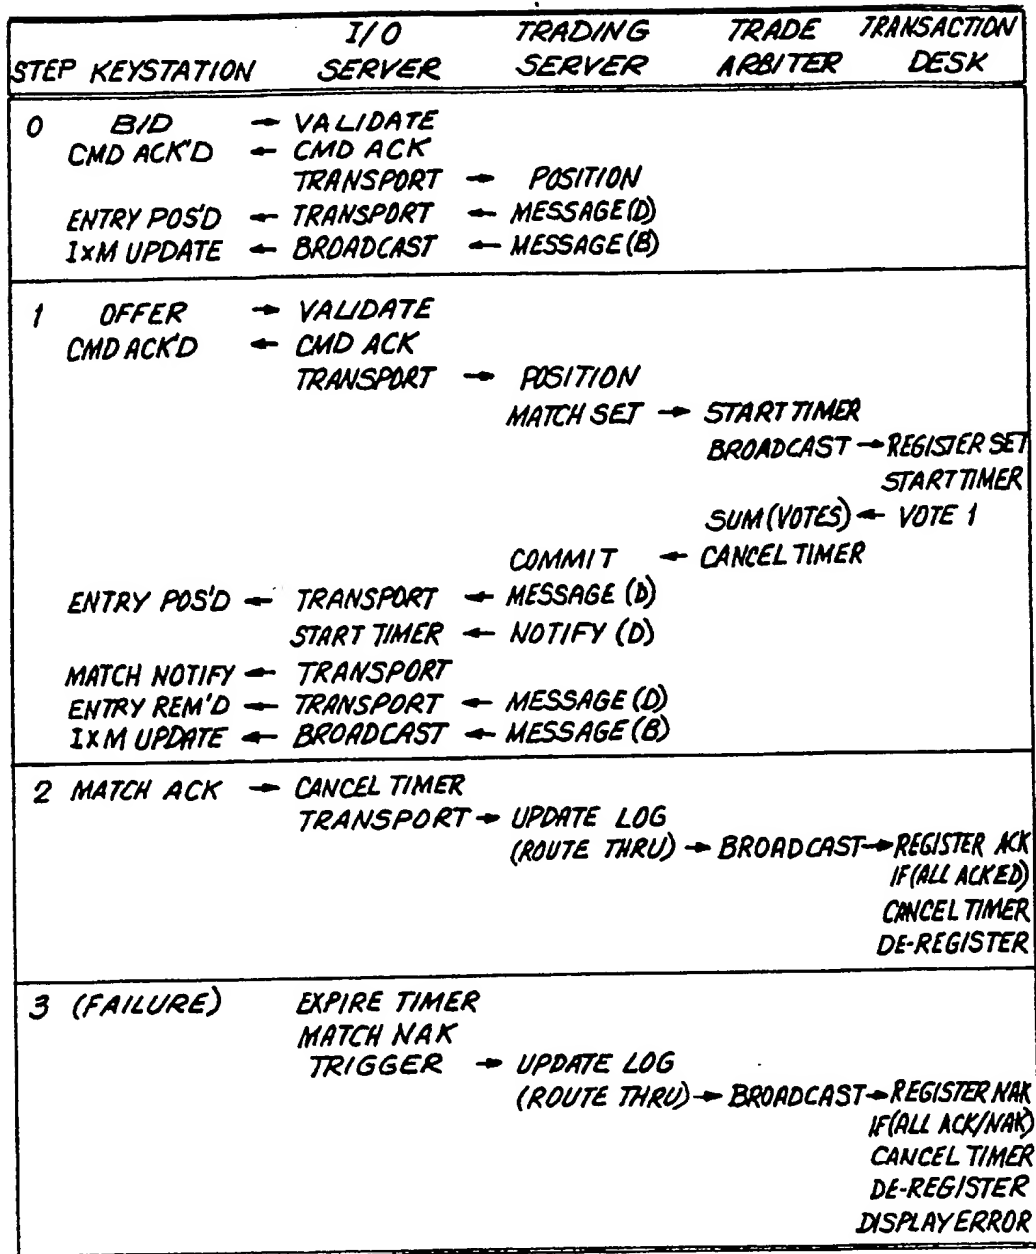 I/O TRADING TRADE TRANSACTION
STEP KEYSTATION SERVER SERVER ARBITER DESK
0 BID → VALIDATE
CMD ACK'D ← CMD ACK
TRANSPORT → POSITION
ENTRY POS'D ← TRANSPORT ← MESSAGE(D)
IXM UPDATE ← BROADCAST ← MESSAGE(B)
1 OFFER → VALIDATE
CMD ACK'D ← CMD ACK
TRANSPORT → POSITION
MATCH SET → START TIMER
BROADCAST → REGISTER SET
START TIMER
SUM(VOTES) ← VOTE 1
COMMIT ← CANCEL TIMER
ENTRY POS'D ← TRANSPORT ← MESSAGE (D)
START TIMER ← NOTIFY (D)
MATCH NOTIFY ← TRANSPORT
ENTRY REM'D ← TRANSPORT ← MESSAGE(D)
IXM UPDATE ← BROADCAST ← MESSAGE(B)
2 MATCH ACK → CANCEL TIMER
TRANSPORT → UPDATE LOG
(ROUTE THRU) → BROADCAST → REGISTER ACK
IF(ALL ACKED)
CANCEL TIMER
DE-REGISTER
3 (FAILURE) EXPIRE TIMER
MATCH NAK
TRIGGER → UPDATE LOG
(ROUTE THRU) → BROADCAST → REGISTER NAK
IF(ALL ACK/NAK)
CANCEL TIMER
DE-REGISTER
DISPLAY ERROR